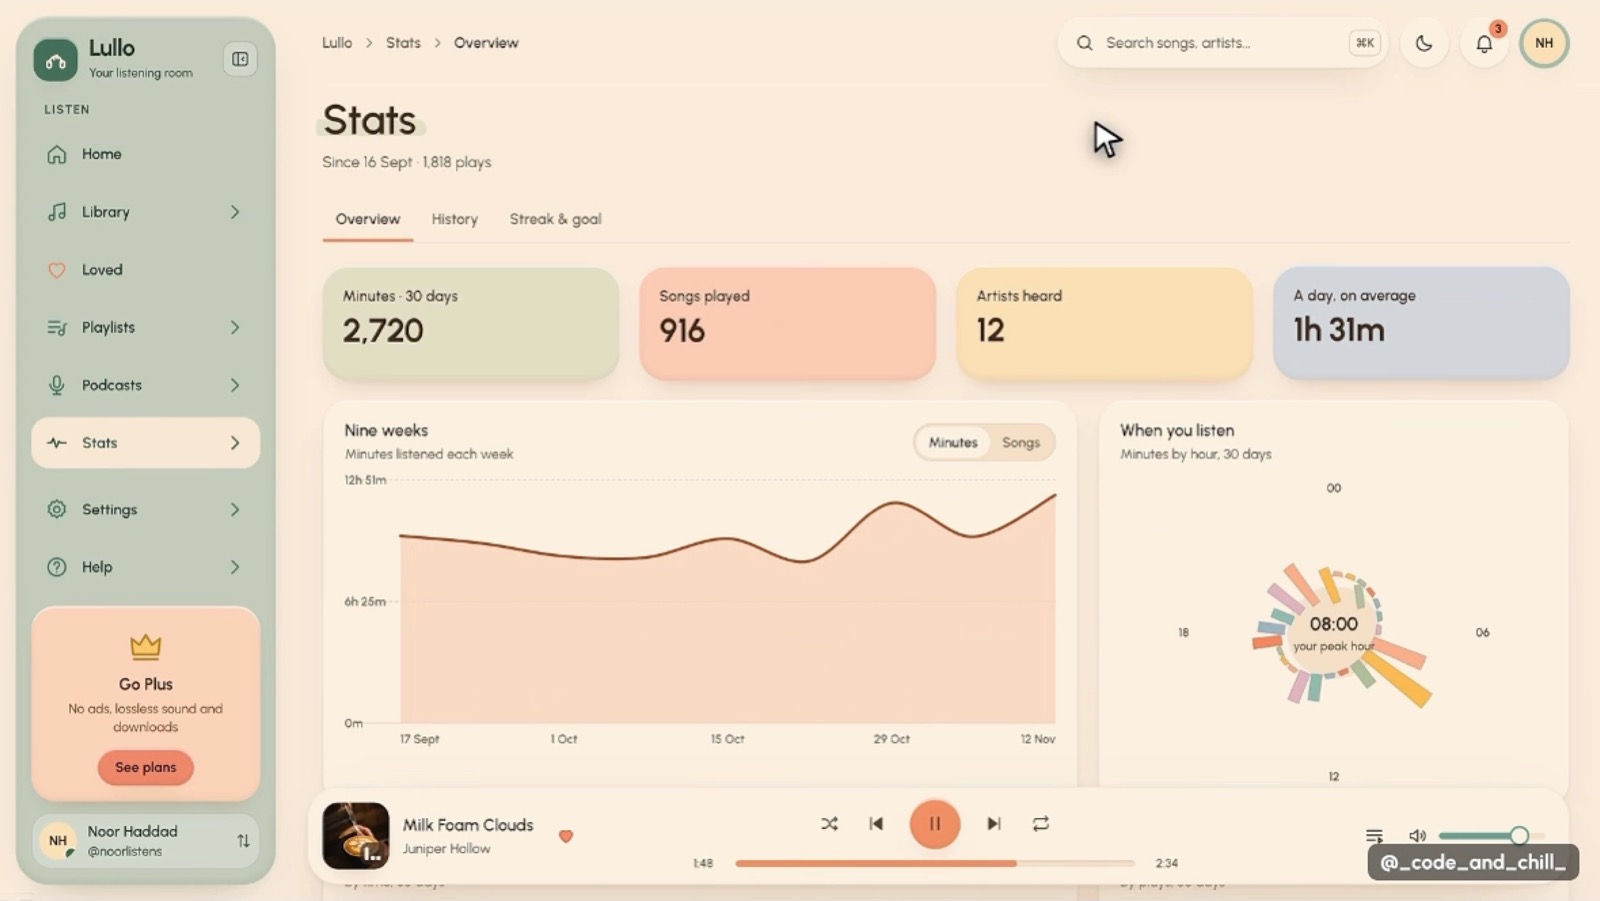 Lullo
Your listening room
LISTEN
Home
Library
Loved
Playlists
Podcasts
Stats
Settings
Help
Go Plus
No ads, lossless sound and
downloads
See plans
NH
Noor Haddad
@noorlistens
Lullo > Stats > Overview
Search songs, artists...
⌘K
3
NH
Stats
Since 16 Sept · 1,818 plays
Overview
History
Streak & goal
Minutes · 30 days
2,720
Songs played
916
Artists heard
12
A day, on average
1h 31m
Nine weeks
Minutes listened each week
Minutes
Songs
12h 51m
6h 25m
0m
17 Sept
1 Oct
15 Oct
29 Oct
12 Nov
When you listen
Minutes by hour, 30 days
00
06
12
18
08:00
your peak hour
Milk Foam Clouds
Juniper Hollow
1:48
2:34
@_code_and_chill_